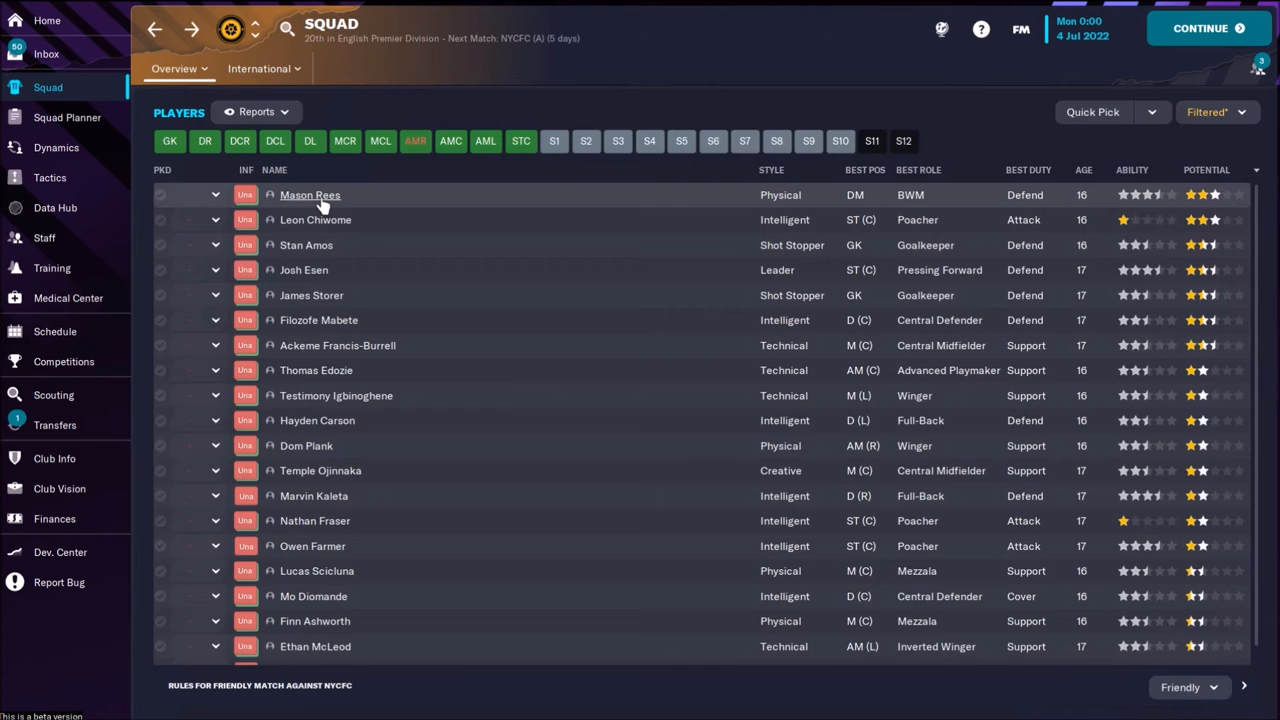 Home
SQUAD
20th in English Premier Division - Next Match: NYCFC (A) (5 days)
FM
Mon 0:00
4 Jul 2022
CONTINUE
50
Inbox
Overview
International
3
Squad
PLAYERS
Reports
Quick Pick
Filtered*
Squad Planner
GK DR DCR DCL DL MCR MCL AMR AMC AML STC S1 S2 S3 S4 S5 S6 S7 S8 S9 S10 S11 S12
Dynamics
Tactics
Data Hub
Staff
Training
Medical Center
Schedule
Competitions
Scouting
1
Transfers
Club Info
Club Vision
Finances
Dev. Center
Report Bug
PKD INF NAME STYLE BEST POS BEST ROLE BEST DUTY AGE ABILITY POTENTIAL
Una Mason Rees Physical DM BWM Defend 16
Una Leon Chiwome Intelligent ST (C) Poacher Attack 16
Una Stan Amos Shot Stopper GK Goalkeeper Defend 16
Una Josh Esen Leader ST (C) Pressing Forward Defend 17
Una James Storer Shot Stopper GK Goalkeeper Defend 17
Una Filozofe Mabete Intelligent D (C) Central Defender Defend 17
Una Ackeme Francis-Burrell Technical M (C) Central Midfielder Support 17
Una Thomas Edozie Technical AM (C) Advanced Playmaker Support 16
Una Testimony Igbinoghene Technical M (L) Winger Support 16
Una Hayden Carson Intelligent D (L) Full-Back Support 16
Una Dom Plank Physical AM (R) Winger Support 16
Una Temple Ojinnaka Creative M (C) Central Midfielder Support 17
Una Marvin Kaleta Intelligent D (R) Full-Back Defend 17
Una Nathan Fraser Intelligent ST (C) Poacher Attack 17
Una Owen Farmer Intelligent ST (C) Poacher Attack 17
Una Lucas Scicluna Physical M (C) Mezzala Support 16
Una Mo Diomande Intelligent D (C) Central Defender Cover 16
Una Finn Ashworth Physical M (C) Mezzala Support 16
Una Ethan McLeod Technical AM (L) Inverted Winger Support 17
RULES FOR FRIENDLY MATCH AGAINST NYCFC
Friendly
This is a beta version